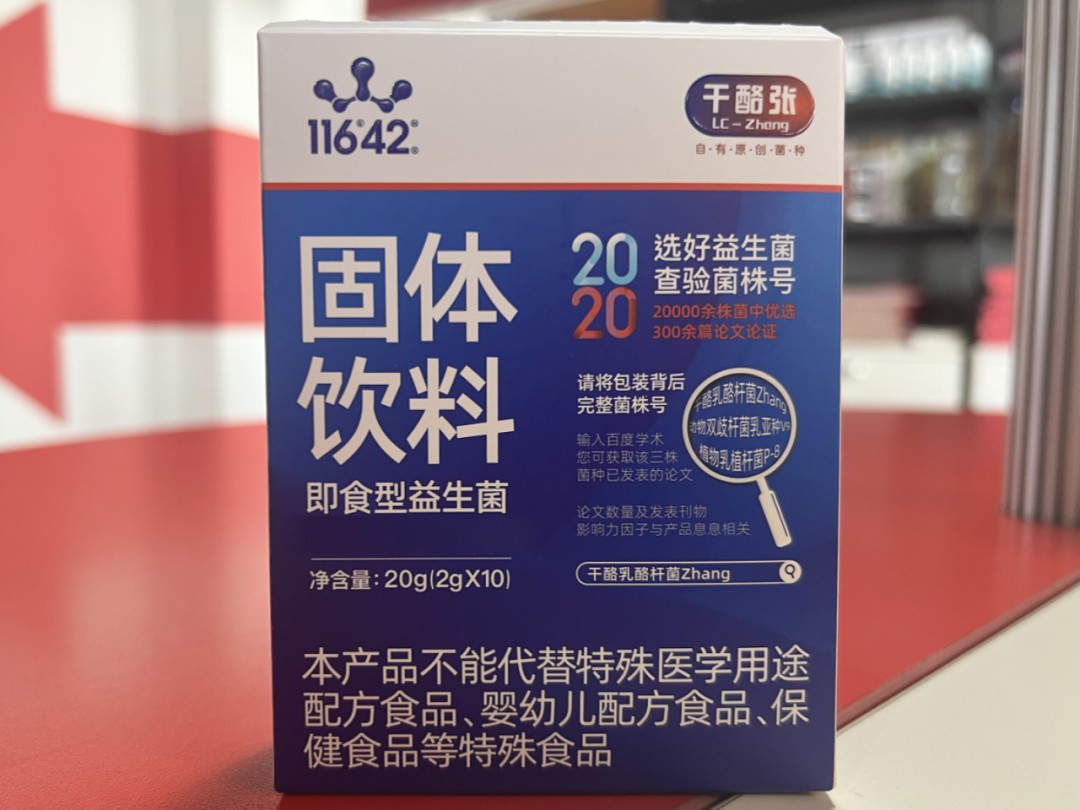 11642
干酪张
LC-Zhang
自·有·原·创·菌·种
固体
饮料
即食型益生菌
净含量：20g(2gX10)
20
20
选好益生菌
查验菌株号
20000余株菌中优选
300余篇论文论证
请将包装背后
完整菌株号
输入百度学术
您可获取该三株
菌种已发表的论文
论文数量及发表刊物
影响力因子与产品息息相关
干酪乳酪杆菌Zhang
动物双歧杆菌乳亚种V9
植物乳植杆菌P-8
干酪乳酪杆菌Zhang
本产品不能代替特殊医学用途
配方食品、婴幼儿配方食品、保
健食品等特殊食品